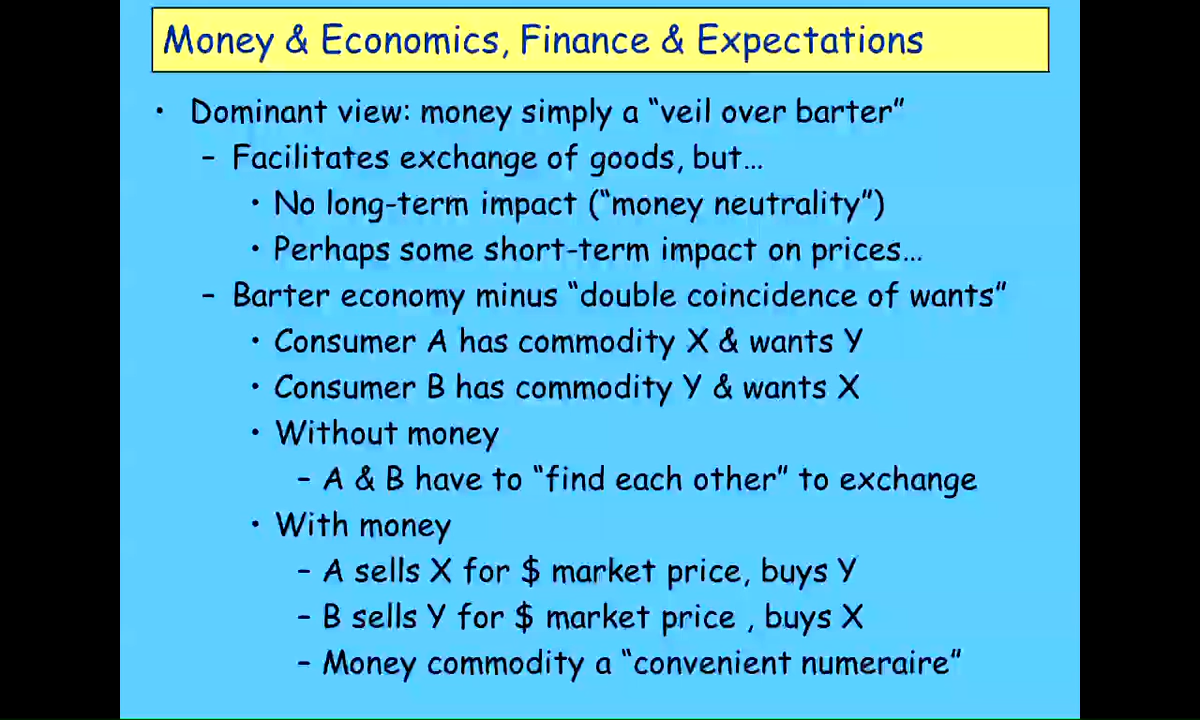 Money & Economics, Finance & Expectations
• Dominant view: money simply a “veil over barter”
– Facilitates exchange of goods, but…
• No long-term impact (“money neutrality”)
• Perhaps some short-term impact on prices…
– Barter economy minus “double coincidence of wants”
• Consumer A has commodity X & wants Y
• Consumer B has commodity Y & wants X
• Without money
– A & B have to “find each other” to exchange
• With money
– A sells X for $ market price, buys Y
– B sells Y for $ market price , buys X
– Money commodity a “convenient numeraire”